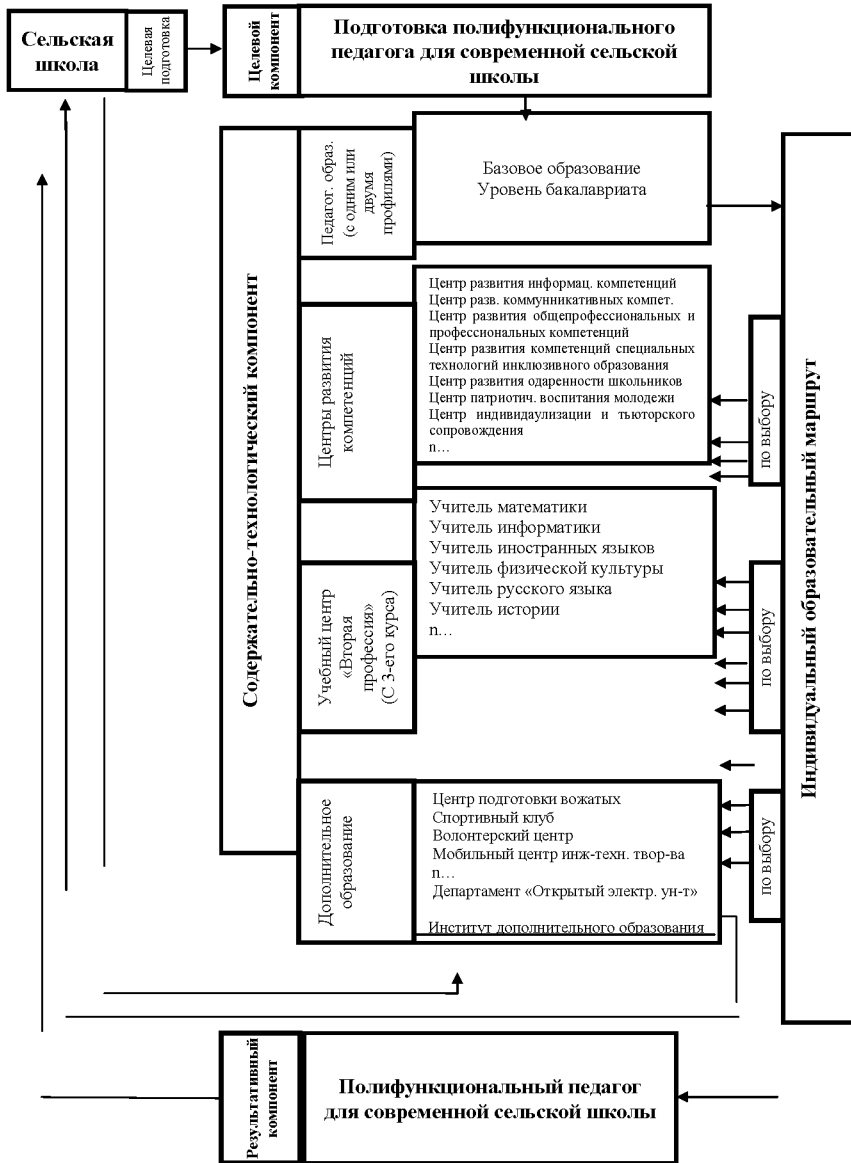 Сельская
школа
Целевая
подготовка
Целевой
компонент
Подготовка полифункционального
педагога для современной сельской
школы
Содержательно-технологический компонент
Педагог. образ.
(с одним или
двумя
профилями)
Базовое образование
Уровень бакалавриата
Центры развития
компетенций
Центр развития информац. компетенций
Центр разв. коммунникативных компет.
Центр развития общепрофессиональных и
профессиональных компетенций
Центр развития компетенций специальных
технологий инклюзивного образования
Центр развития одаренности школьников
Центр патриотич. воспитания молодежи
Центр индивидаулизации и тьюторского
сопровождения
n…
по выбору
Учебный центр
«Вторая
профессия»
(С 3-его курса)
Учитель математики
Учитель информатики
Учитель иностранных языков
Учитель физической культуры
Учитель русского языка
Учитель истории
n…
по выбору
Дополнительное
образование
Центр подготовки вожатых
Спортивный клуб
Волонтерский центр
Мобильный центр инж-техн. твор-ва
n…
Департамент «Открытый электр. ун-т»
Институт дополнительного образования
по выбору
Индивидуальный образовательный маршрут
Результативный
компонент
Полифункциональный педагог
для современной сельской школы